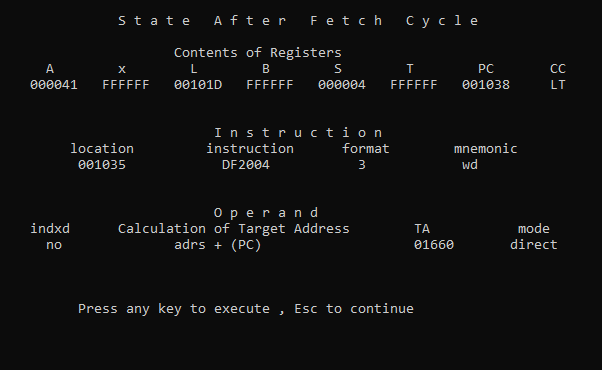 State After Fetch Cycle
Contents of Registers
A x L B S T PC CC
000041 FFFFFF 00101D FFFFFF 000004 FFFFFF 001038 LT
Instruction
location instruction format mnemonic
001035 DF2004 3 wd
Operand
indxd Calculation of Target Address TA mode
no adrs + (PC) 01660 direct
Press any key to execute , Esc to continue